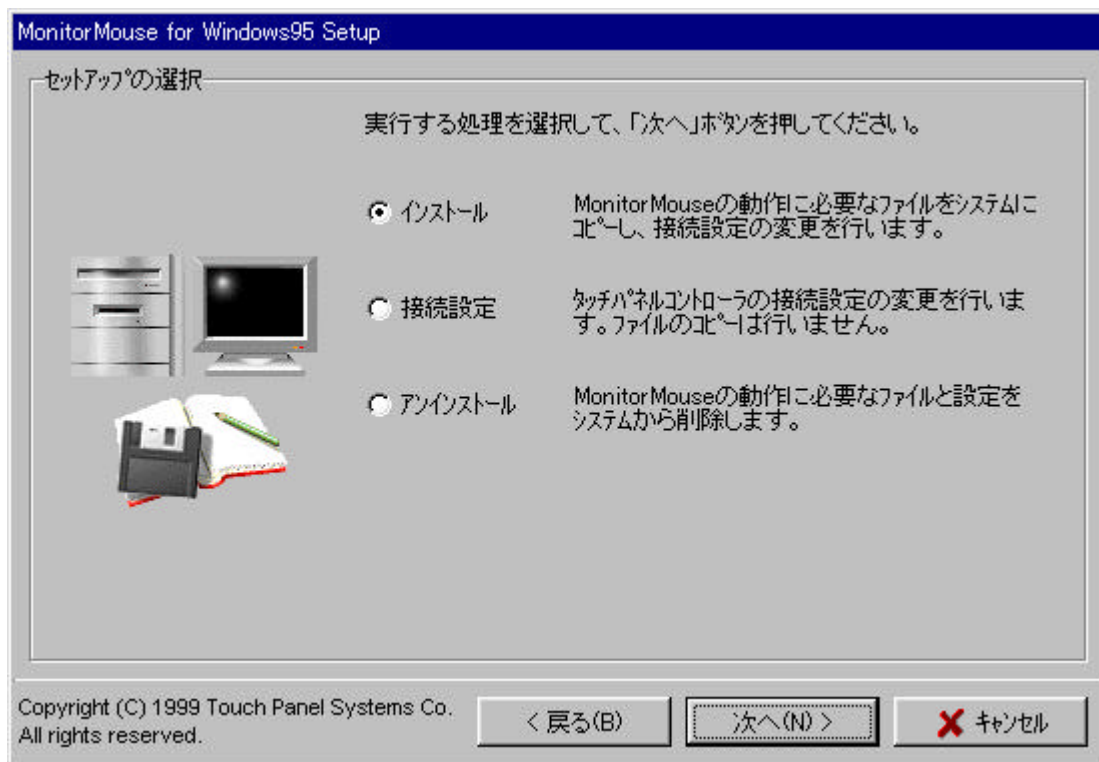 MonitorMouse for Windows95 Setup
ｾｯﾄｱｯﾌﾟの選択
実行する処理を選択して、「次へ」ﾎﾞﾀﾝを押してください。
ｲﾝｽﾄｰﾙ
MonitorMouseの動作に必要なﾌｧｲﾙをｼｽﾃﾑに
ｺﾋﾟｰし、接続設定の変更を行います。
接続設定
ﾀｯﾁﾊﾟﾈﾙｺﾝﾄﾛｰﾗの接続設定の変更を行いま
す。ﾌｧｲﾙのｺﾋﾟｰは行いません。
ｱﾝｲﾝｽﾄｰﾙ
MonitorMouseの動作に必要なﾌｧｲﾙと設定を
ｼｽﾃﾑから削除します。
Copyright (C) 1999 Touch Panel Systems Co.
All rights reserved.
< 戻る(B)
次へ(N) >
ｷｬﾝｾﾙ